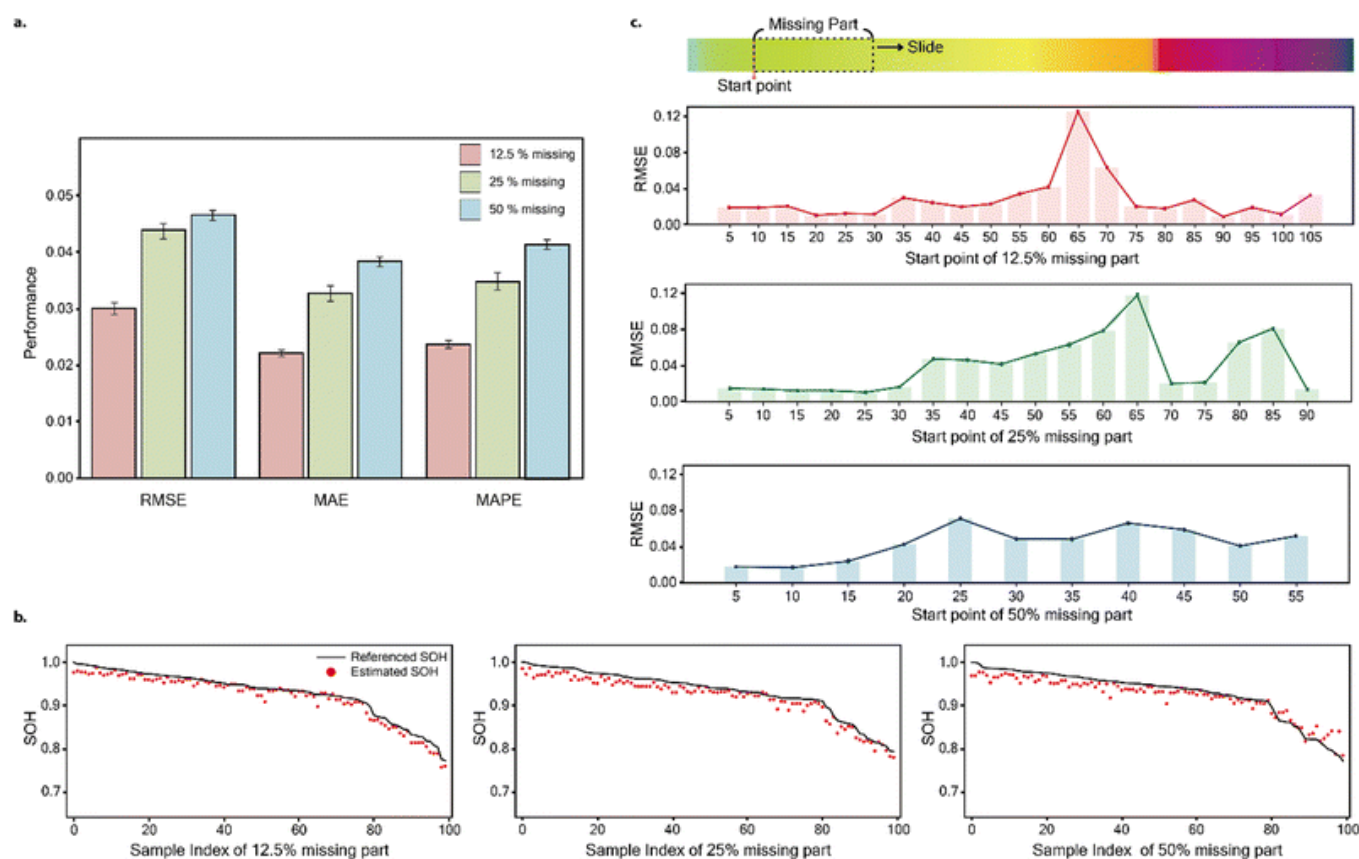 a.
Performance
0.05
0.04
0.03
0.02
0.01
0.00
12.5 % missing
25 % missing
50 % missing
RMSE MAE MAPE
c.
Missing Part
Slide
Start point
RMSE
0.12
0.08
0.04
0.00
5 10 15 20 25 30 35 40 45 50 55 60 65 70 75 80 85 90 95 100 105
Start point of 12.5% missing part
RMSE
0.12
0.08
0.04
0.00
5 10 15 20 25 30 35 40 45 50 55 60 65 70 75 80 85 90
Start point of 25% missing part
RMSE
0.12
0.08
0.04
0.00
5 10 15 20 25 30 35 40 45 50 55
Start point of 50% missing part
b.
SOH
1.0
0.9
0.8
0.7
Referenced SOH
Estimated SOH
0 20 40 60 80 100
Sample Index of 12.5% missing part
SOH
1.0
0.9
0.8
0.7
0 20 40 60 80 100
Sample Index of 25% missing part
SOH
1.0
0.9
0.8
0.7
0 20 40 60 80 100
Sample Index of 50% missing part